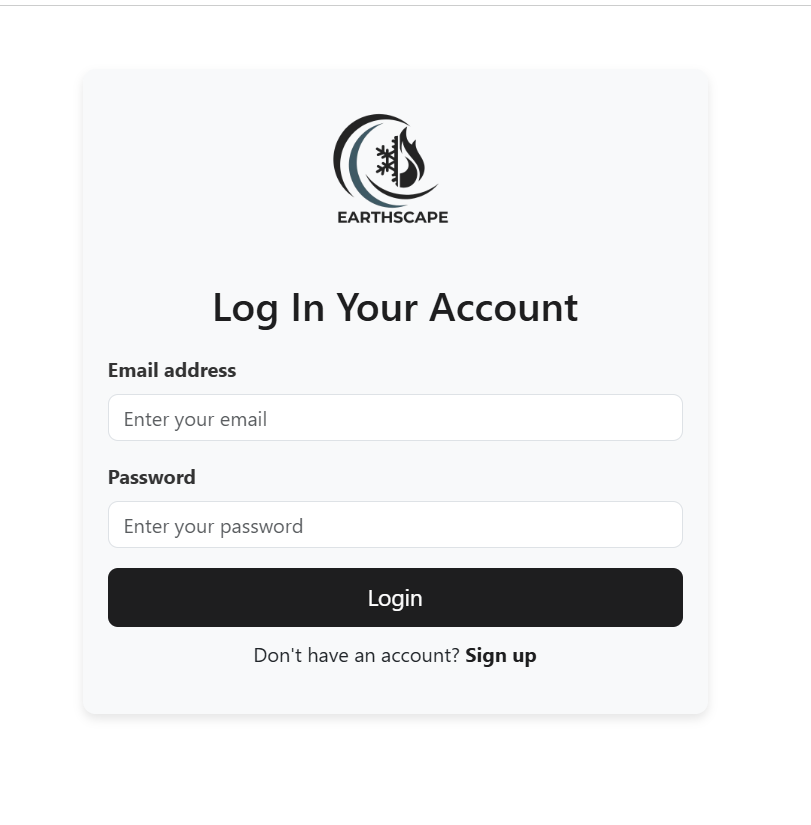 EARTHSCAPE
Log In Your Account
Email address
Enter your email
Password
Enter your password
Login
Don't have an account? Sign up